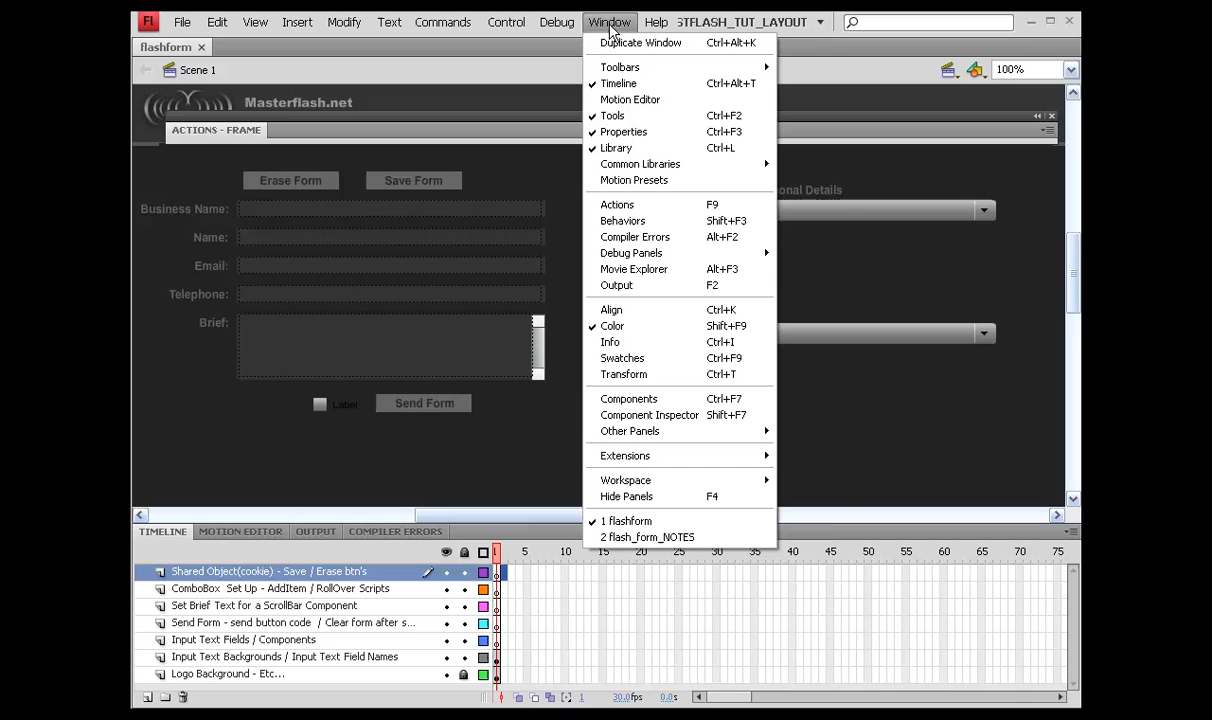 Fl File Edit View Insert Modify Text Commands Control Debug Window Help STFLASH_TUT_LAYOUT
flashform
Scene 1 100%
Masterflash.net
ACTIONS - FRAME
Erase Form Save Form
Business Name:
Name:
Email:
Telephone:
Brief:
Label Send Form
onal Details
Duplicate Window Ctrl+Alt+K
Toolbars
Timeline Ctrl+Alt+T
Motion Editor
Tools Ctrl+F2
Properties Ctrl+F3
Library Ctrl+L
Common Libraries
Motion Presets
Actions F9
Behaviors Shift+F3
Compiler Errors Alt+F2
Debug Panels
Movie Explorer Alt+F3
Output F2
Align Ctrl+K
Color Shift+F9
Info Ctrl+I
Swatches Ctrl+F9
Transform Ctrl+T
Components Ctrl+F7
Component Inspector Shift+F7
Other Panels
Extensions
Workspace
Hide Panels F4
1 flashform
2 flash_form_NOTES
TIMELINE MOTION EDITOR OUTPUT COMPILER ERRORS
5 10 15 20 25 30 35 40 45 50 55 60 65 70 75
Shared Object(cookie) - Save / Erase btn's
ComboBox Set Up - AddItem / RollOver Scripts
Set Brief Text for a ScrollBar Component
Send Form - send button code / Clear form after s...
Input Text Fields / Components
Input Text Backgrounds / Input Text Field Names
Logo Background - Etc...
1 30.0fps 0.0s